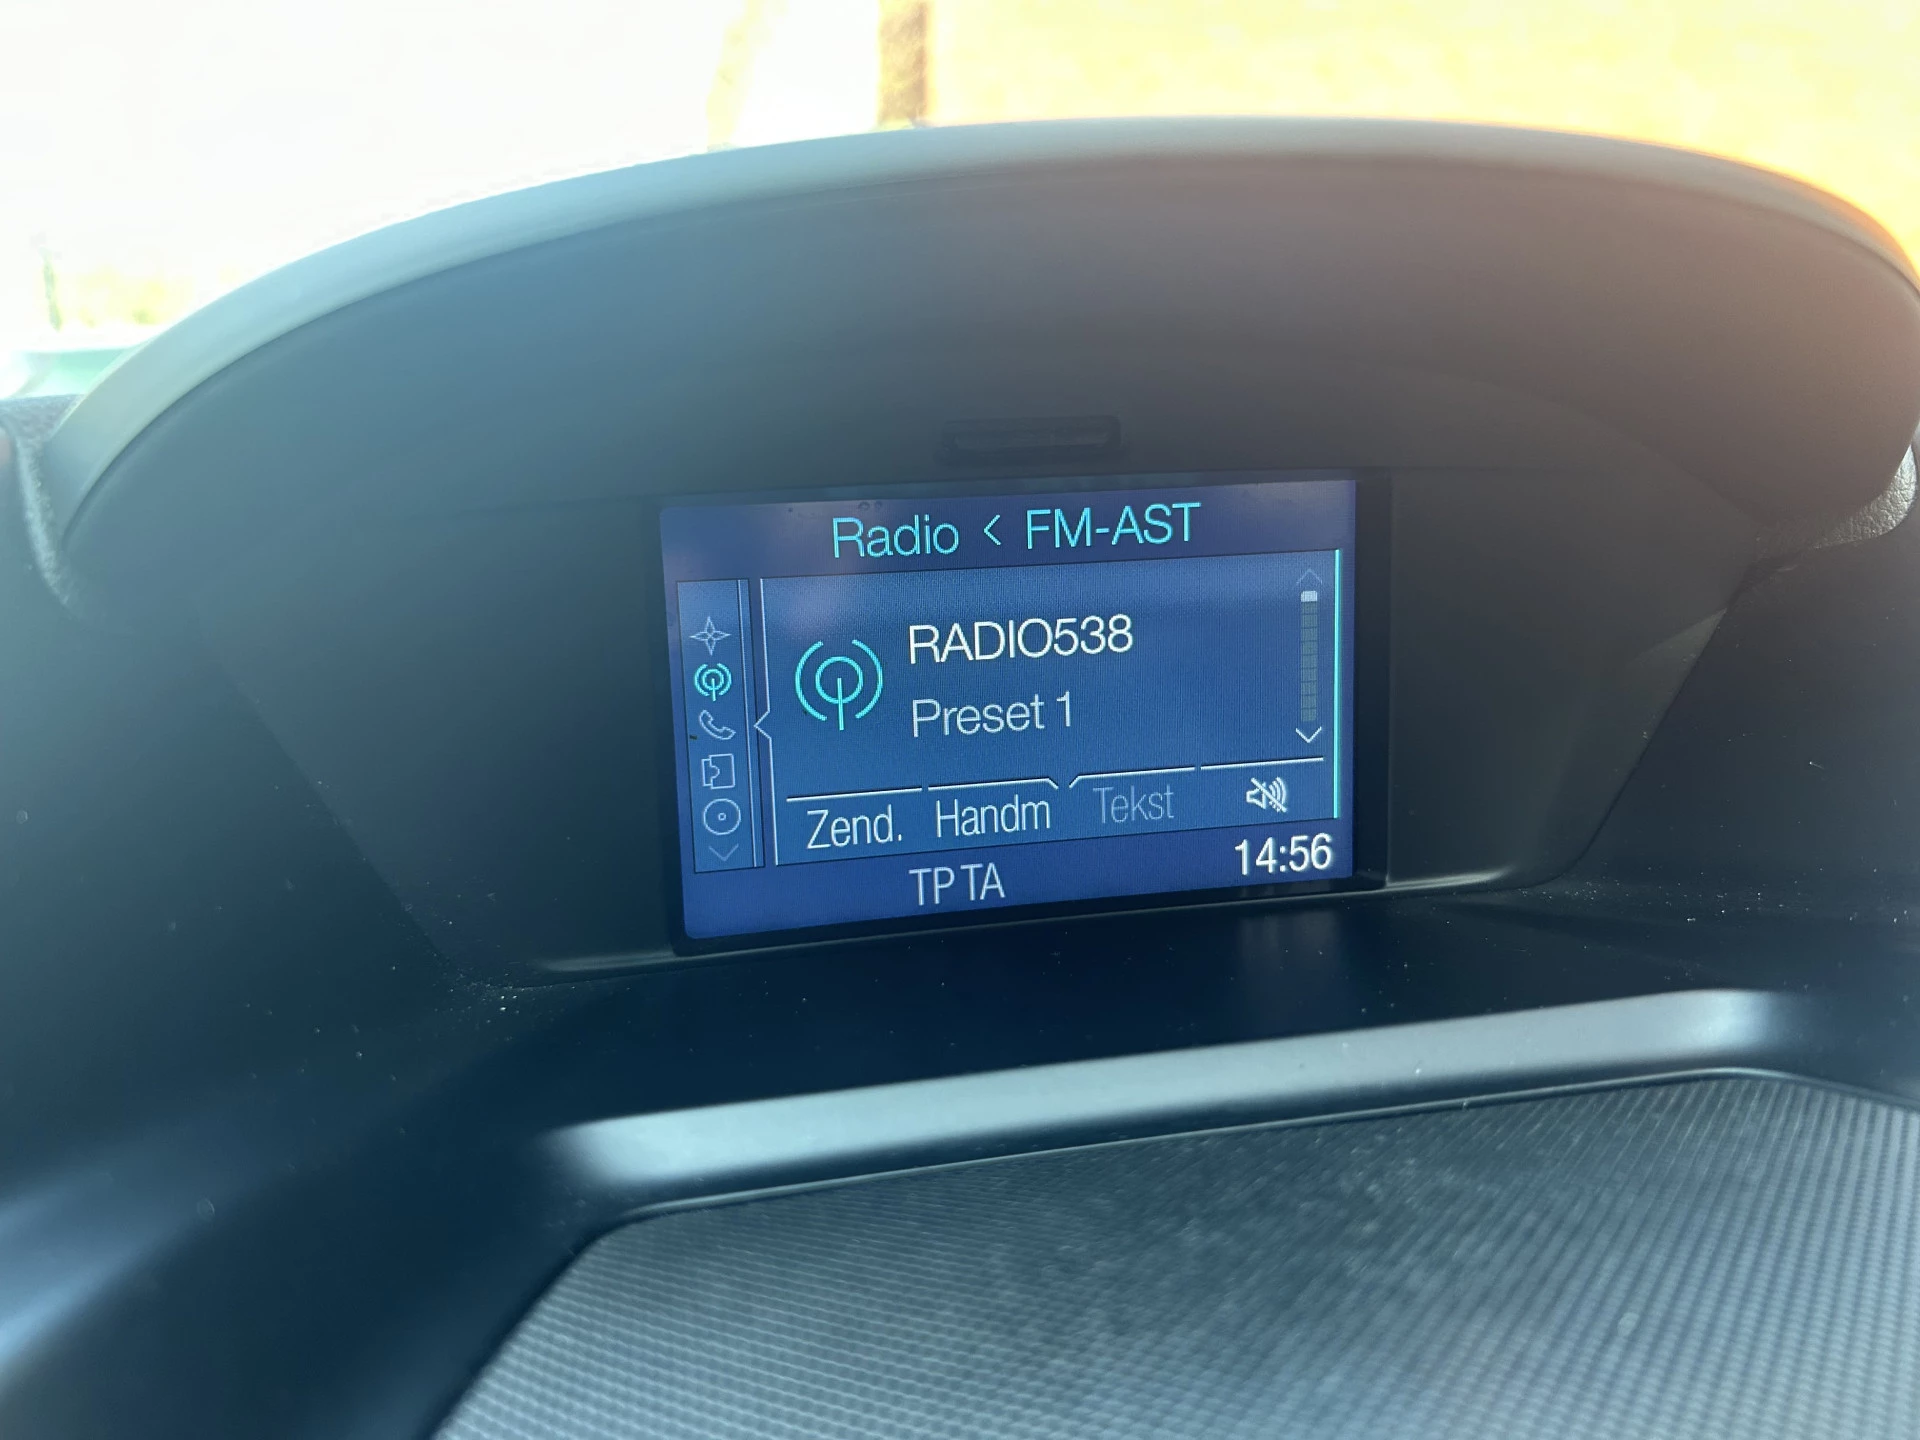 Radio < FM-AST
RADIO538
Preset 1
Zend. Handm Tekst
TP TA 14:56